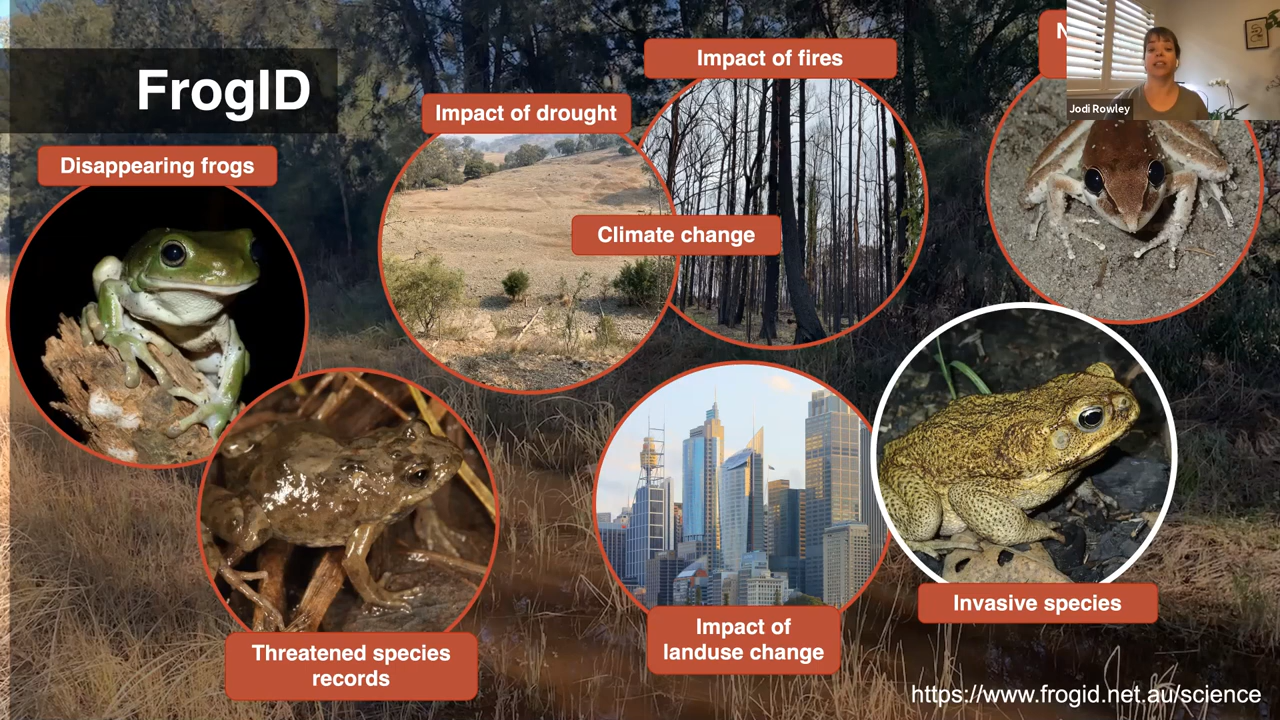 FrogID
Disappearing frogs
Impact of drought
Impact of fires
Climate change
N
Jodi Rowley
Threatened species
records
Impact of
landuse change
Invasive species
https://www.frogid.net.au/science